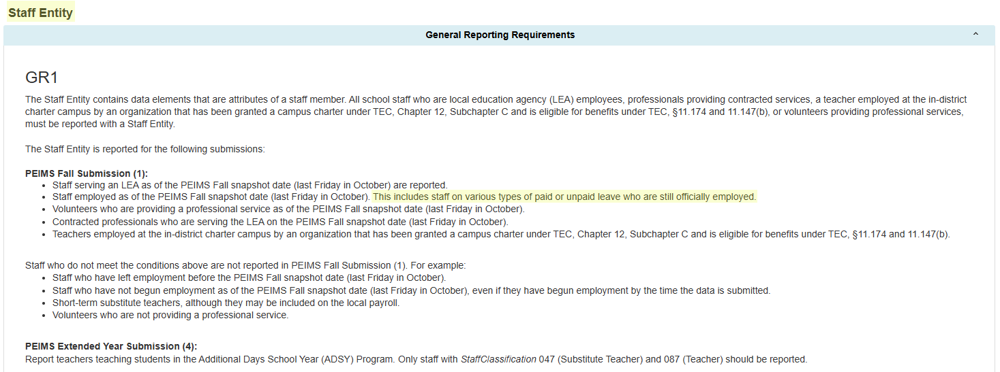 Staff Entity
General Reporting Requirements
GR1
The Staff Entity contains data elements that are attributes of a staff member. All school staff who are local education agency (LEA) employees, professionals providing contracted services, a teacher employed at the in-district
charter campus by an organization that has been granted a campus charter under TEC, Chapter 12, Subchapter C and is eligible for benefits under TEC, §11.174 and 11.147(b), or volunteers providing professional services,
must be reported with a Staff Entity.
The Staff Entity is reported for the following submissions:
PEIMS Fall Submission (1):
• Staff serving an LEA as of the PEIMS Fall snapshot date (last Friday in October) are reported.
• Staff employed as of the PEIMS Fall snapshot date (last Friday in October). This includes staff on various types of paid or unpaid leave who are still officially employed.
• Volunteers who are providing a professional service as of the PEIMS Fall snapshot date (last Friday in October).
• Contracted professionals who are serving the LEA on the PEIMS Fall snapshot date (last Friday in October).
• Teachers employed at the in-district charter campus by an organization that has been granted a campus charter under TEC, Chapter 12, Subchapter C and is eligible for benefits under TEC, §11.174 and 11.147(b).
Staff who do not meet the conditions above are not reported in PEIMS Fall Submission (1). For example:
• Staff who have left employment before the PEIMS Fall snapshot date (last Friday in October).
• Staff who have not begun employment as of the PEIMS Fall snapshot date (last Friday in October), even if they have begun employment by the time the data is submitted.
• Short-term substitute teachers, although they may be included on the local payroll.
• Volunteers who are not providing a professional service.
PEIMS Extended Year Submission (4):
Report teachers teaching students in the Additional Days School Year (ADSY) Program. Only staff with StaffClassification 047 (Substitute Teacher) and 087 (Teacher) should be reported.